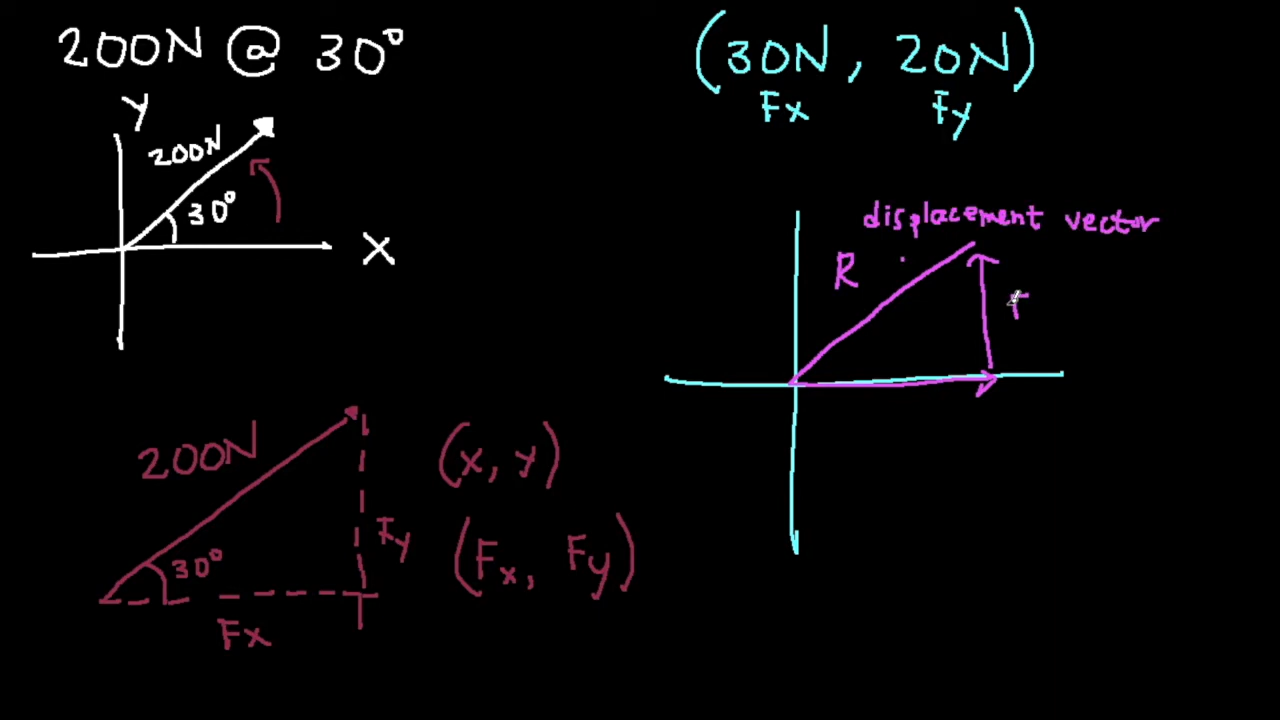 200N @ 30°
(30N, 20N)
Fx Fy
Y
200N
30°
X
displacement vector
R
200N
30°
Fy
Fx
(x, y)
(Fx, Fy)